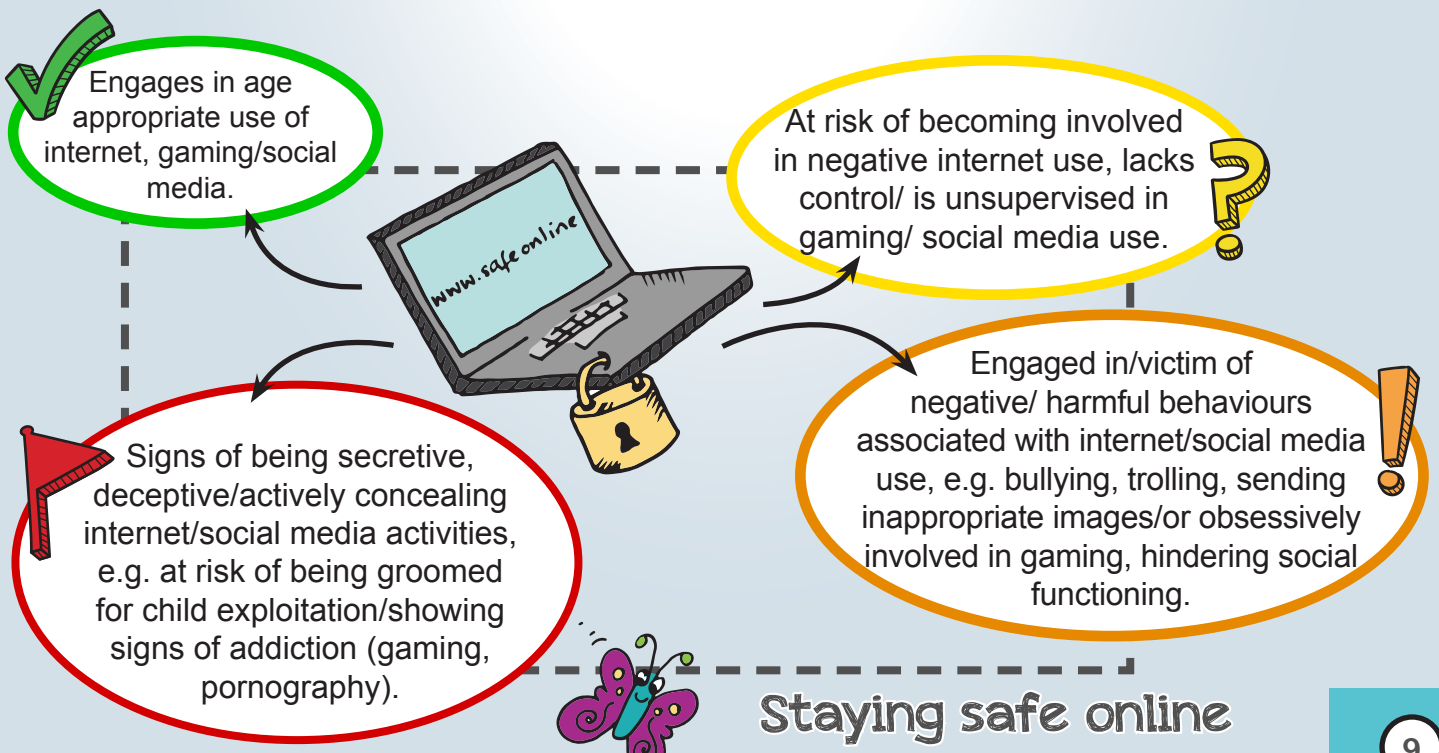 Engages in age
appropriate use of
internet, gaming/social
media.
At risk of becoming involved
in negative internet use, lacks
control/ is unsupervised in
gaming/ social media use.
www.safeonline
Engaged in/victim of
negative/ harmful behaviours
associated with internet/social media
use, e.g. bullying, trolling, sending
inappropriate images/or obsessively
involved in gaming, hindering social
functioning.
Signs of being secretive,
deceptive/actively concealing
internet/social media activities,
e.g. at risk of being groomed
for child exploitation/showing
signs of addiction (gaming,
pornography).
Staying safe online
9